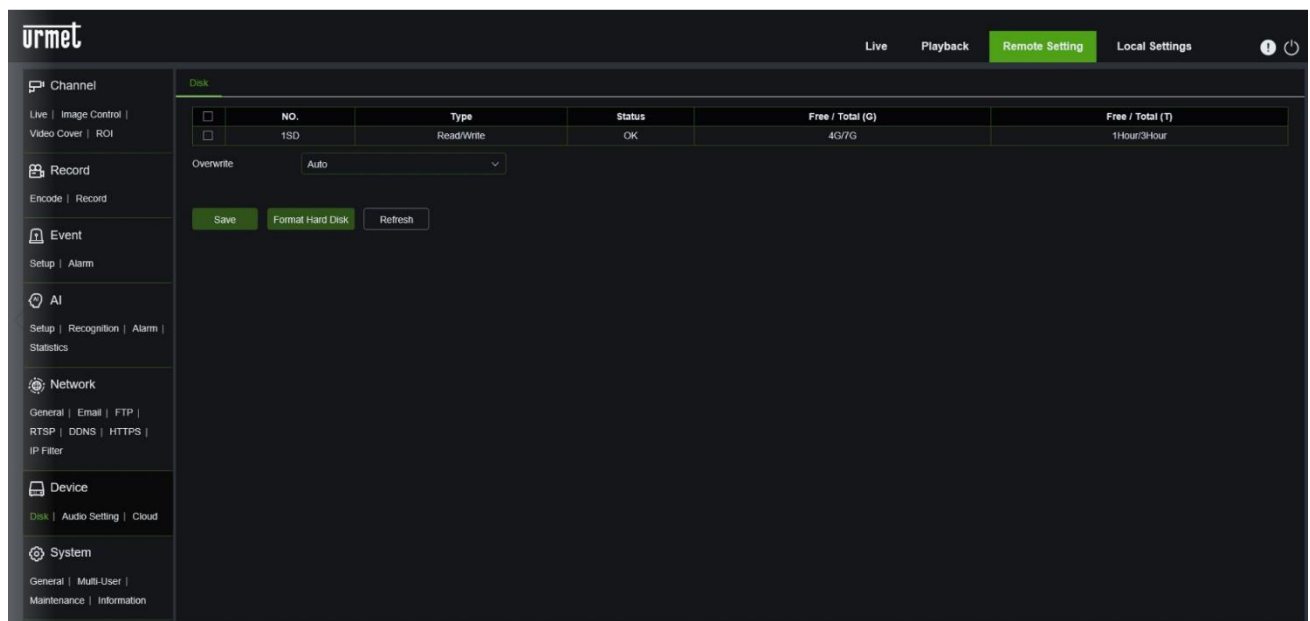 urmet
Live Playback Remote Setting Local Settings
Channel
Live | Image Control |
Video Cover | ROI
Record
Encode | Record
Event
Setup | Alarm
AI
Setup | Recognition | Alarm |
Statistics
Network
General | Email | FTP |
RTSP | DDNS | HTTPS |
IP Filter
Device
Disk | Audio Setting | Cloud
System
General | Multi-User |
Maintenance | Information
Disk
NO. Type Status Free / Total (G) Free / Total (T)
1SD Read/Write OK 4G/7G 1Hour/3Hour
Overwrite Auto
Save Format Hard Disk Refresh